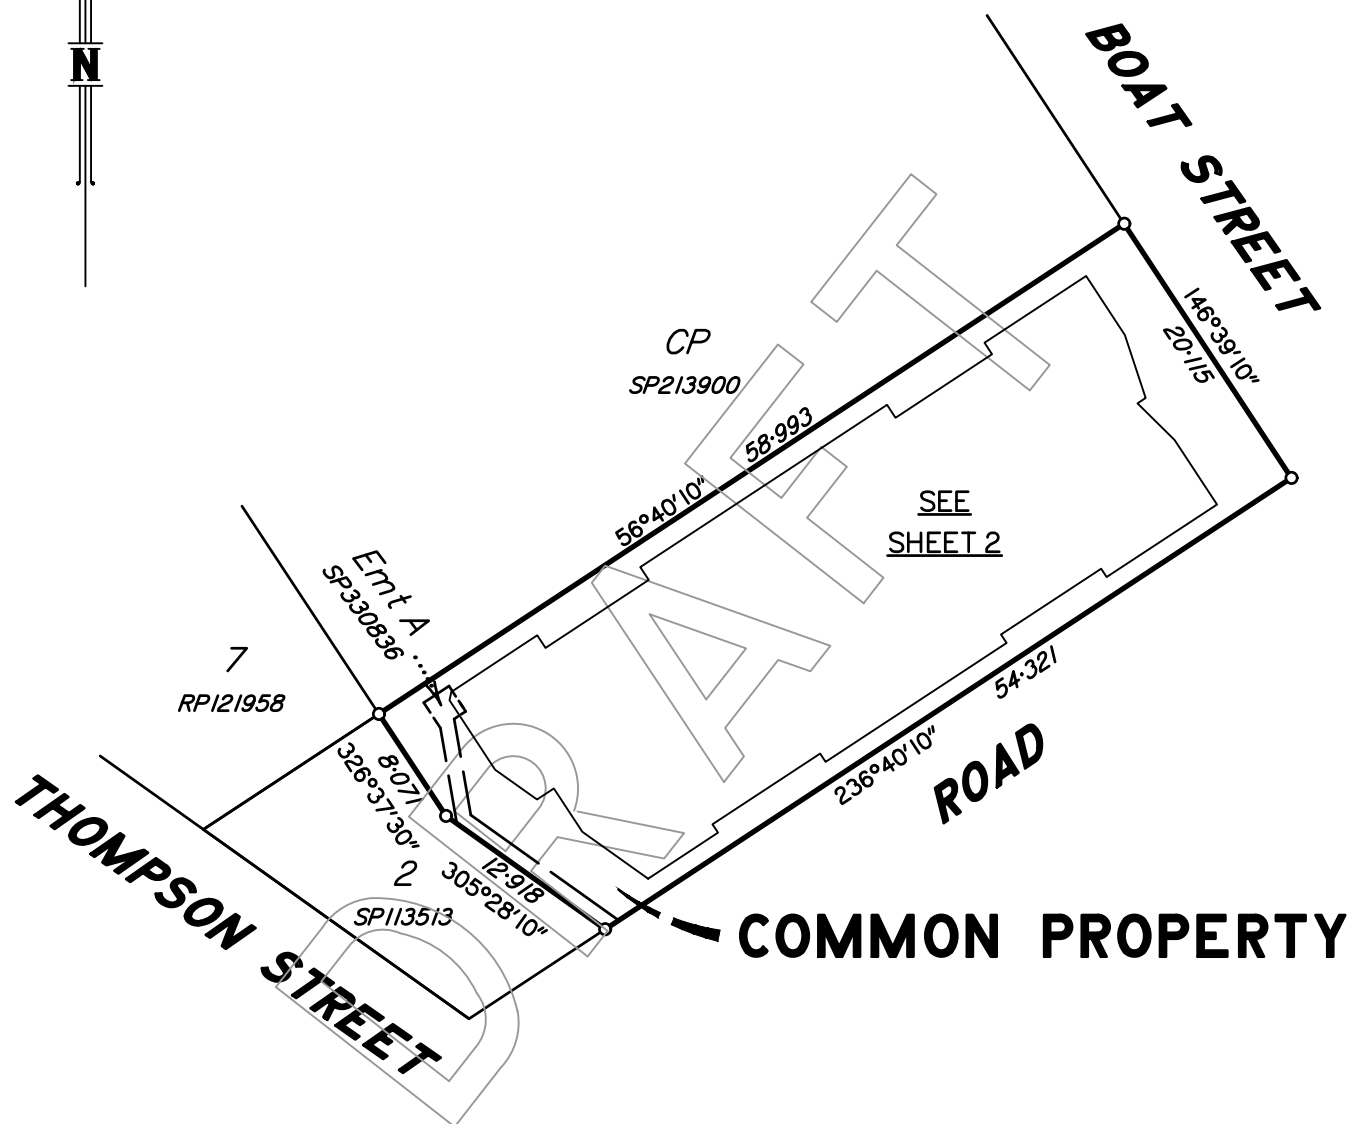 N
BOAT STREET
146°39'10"
20·115
CP
SP213900
58·993
56°40'10"
SEE
SHEET 2
Emt A
SP330836
7
RP121958
8·071
326°37'30"
54·321
236°40'10"
ROAD
THOMPSON STREET
2
SP113513
12·918
305°28'10"
COMMON PROPERTY
DRAFT